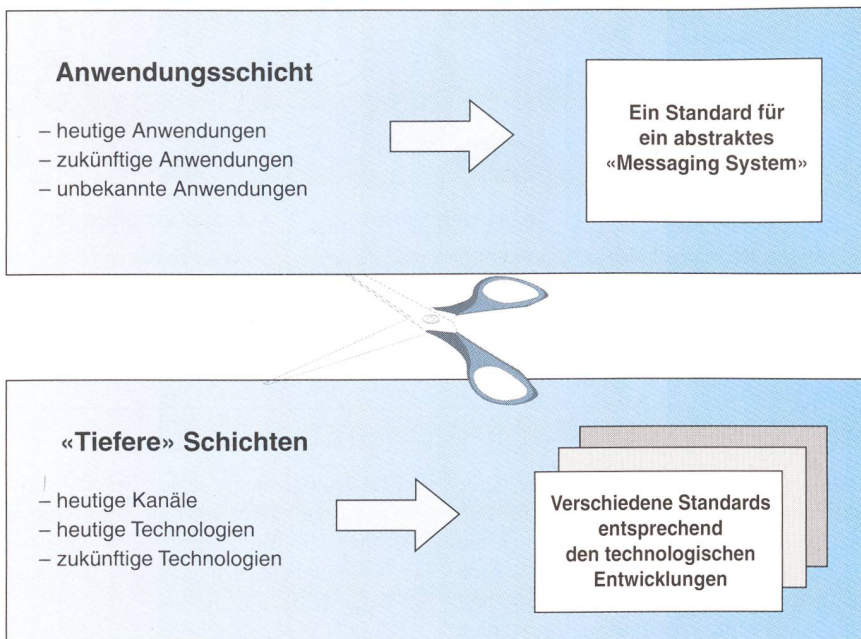 Anwendungsschicht
– heutige Anwendungen
– zukünftige Anwendungen
– unbekannte Anwendungen
Ein Standard für
ein abstraktes
«Messaging System»
«Tiefere» Schichten
– heutige Kanäle
– heutige Technologien
– zukünftige Technologien
Verschiedene Standards
entsprechend
den technologischen
Entwicklungen